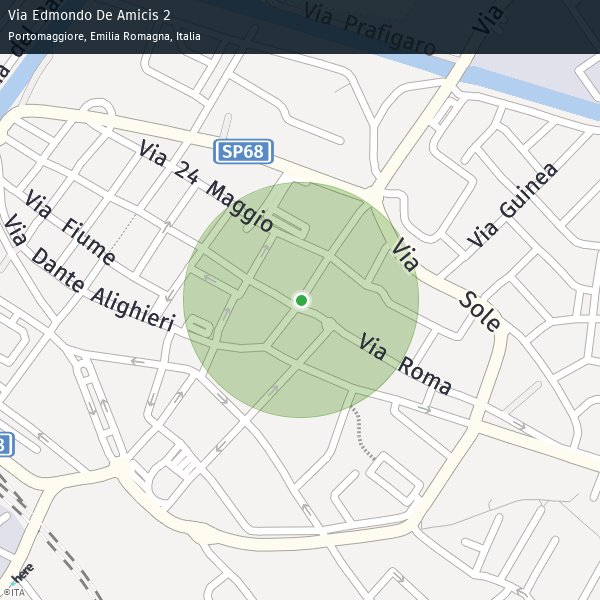 Via Edmondo De Amicis 2
Portomaggiore, Emilia Romagna, Italia
Via Prafigaro
Via
SP68
Via 24 Maggio
Via Guinea
Via Fiume
Via Dante Alighieri
Via Sole
Via Roma
here
©ITA